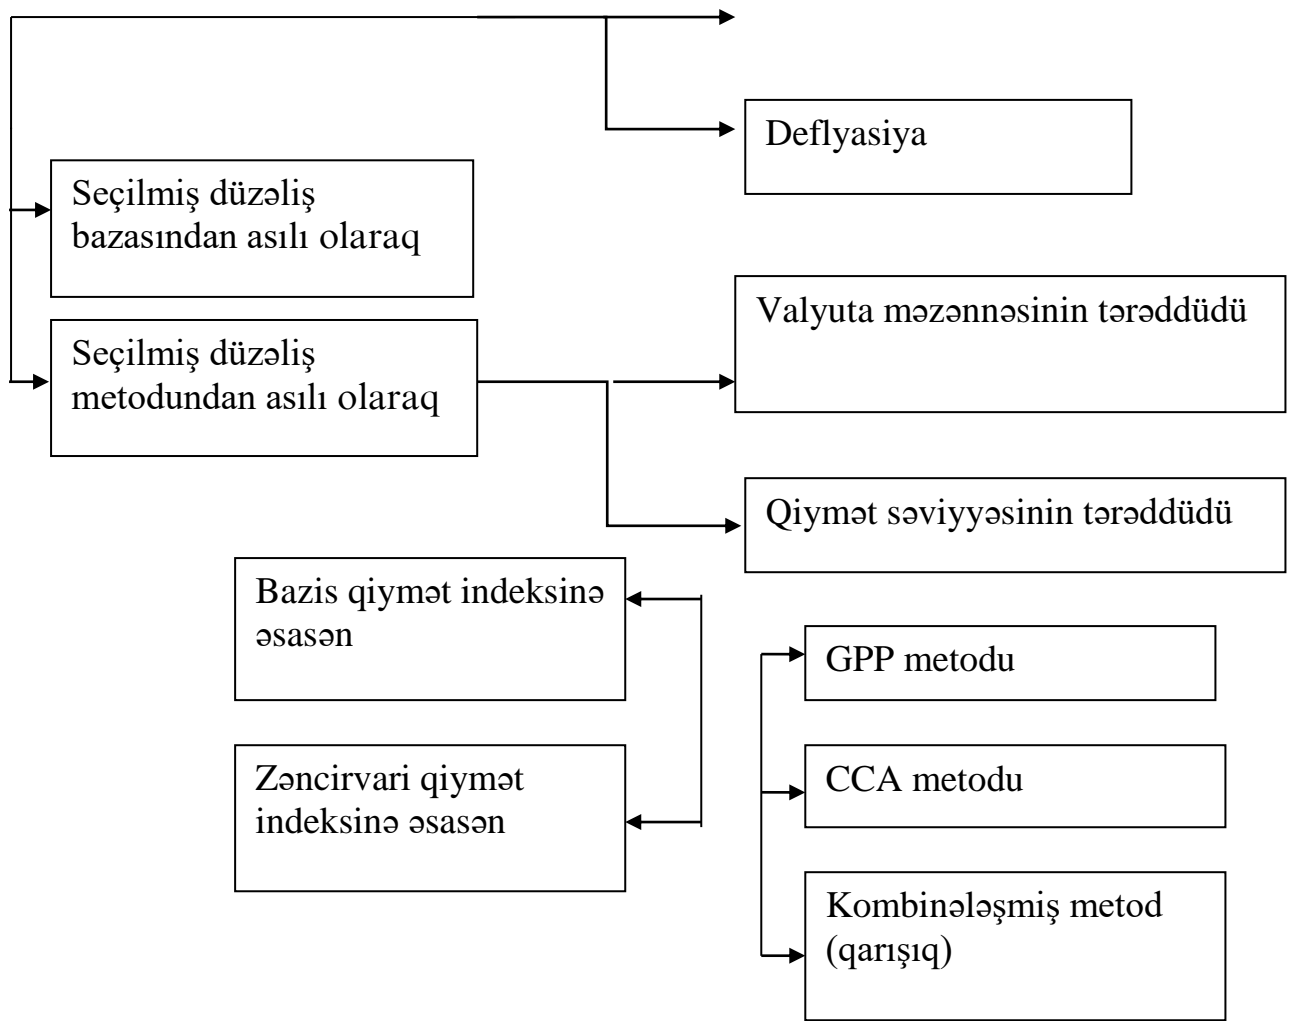 Deflyasiya
Seçilmiş düzəliş
bazasından asılı olaraq
Valyuta məzənnəsinin tərəddüdü
Seçilmiş düzəliş
metodundan asılı olaraq
Qiymət səviyyəsinin tərəddüdü
Bazis qiymət indeksinə
əsasən
GPP metodu
Zəncirvari qiymət
indeksinə əsasən
CCA metodu
Kombinələşmiş metod
(qarışıq)